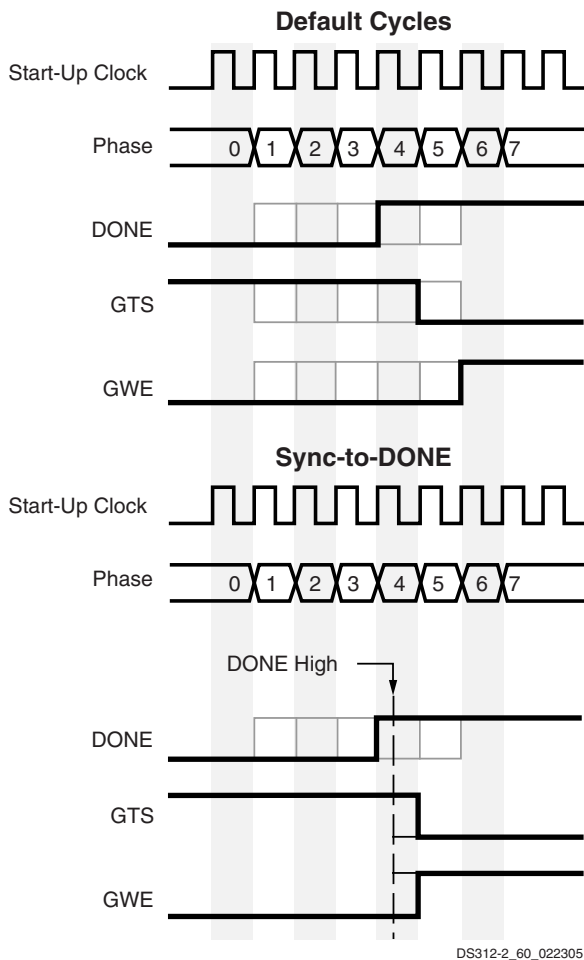 Default Cycles
Start-Up Clock
Phase
0 1 2 3 4 5 6 7
DONE
GTS
GWE
Sync-to-DONE
Start-Up Clock
Phase
0 1 2 3 4 5 6 7
DONE High
DONE
GTS
GWE
DS312-2_60_022305